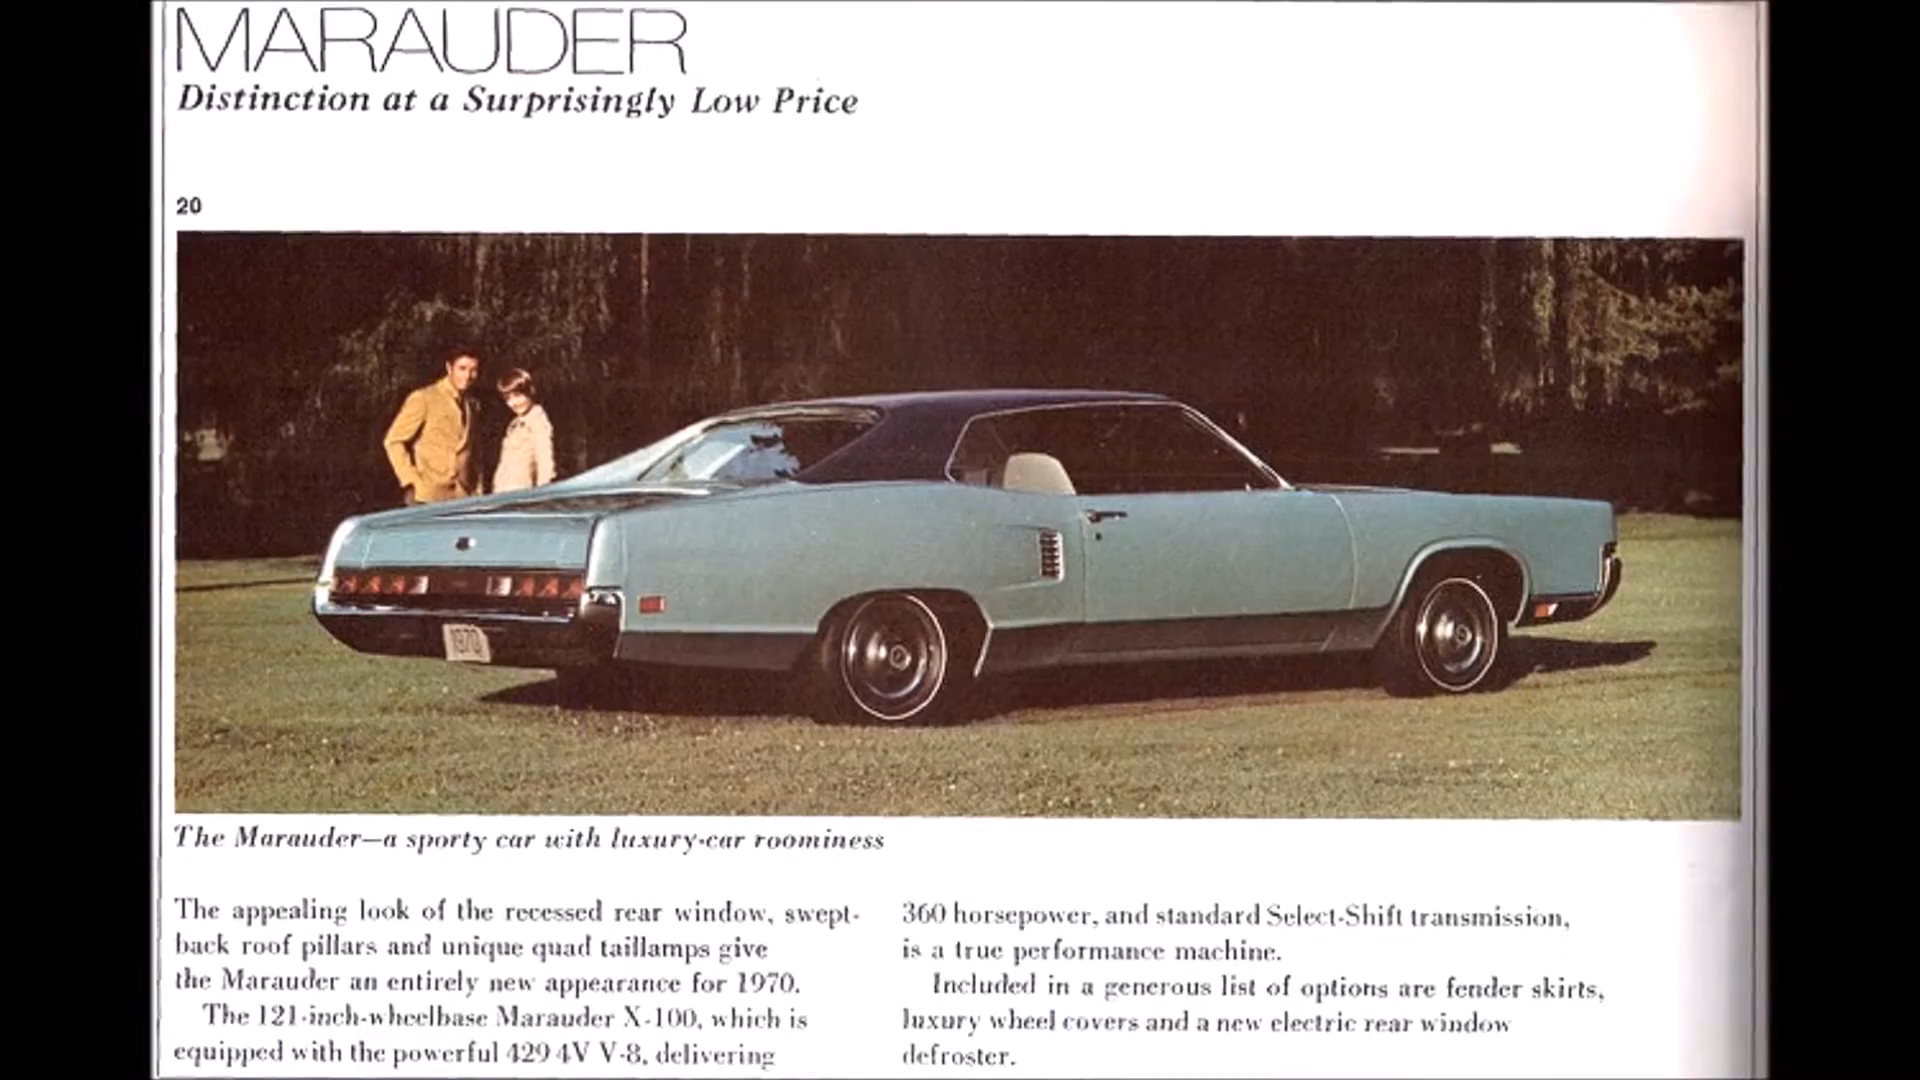 MARAUDER
Distinction at a Surprisingly Low Price
20
1970
The Marauder—a sporty car with luxury-car roominess
The appealing look of the recessed rear window, swept-
back roof pillars and unique quad taillamps give
the Marauder an entirely new appearance for 1970.
The 121-inch-wheelbase Marauder X-100, which is
equipped with the powerful 429 4V V-8, delivering
360 horsepower, and standard Select-Shift transmission,
is a true performance machine.
Included in a generous list of options are fender skirts,
luxury wheel covers and a new electric rear window
defroster.